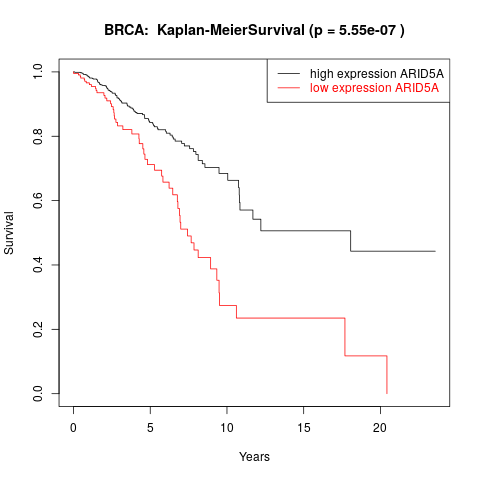 BRCA:  Kaplan-MeierSurvival (p = 5.55e-07 )
high expression ARID5A
low expression ARID5A
1.0
0.8
0.6
0.4
0.2
0.0
Survival
0 5 10 15 20
Years